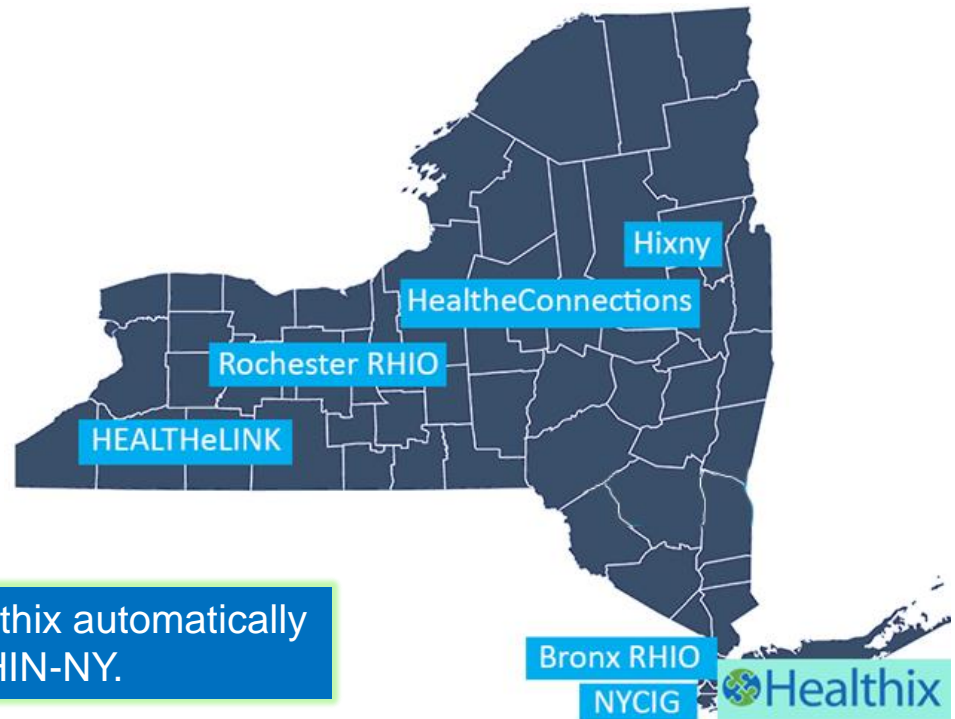 Hixny
HealtheConnections
Rochester RHIO
HEALTHeLINK
thix automatically
HIN-NY.
Bronx RHIO
NYCIG
Healthix